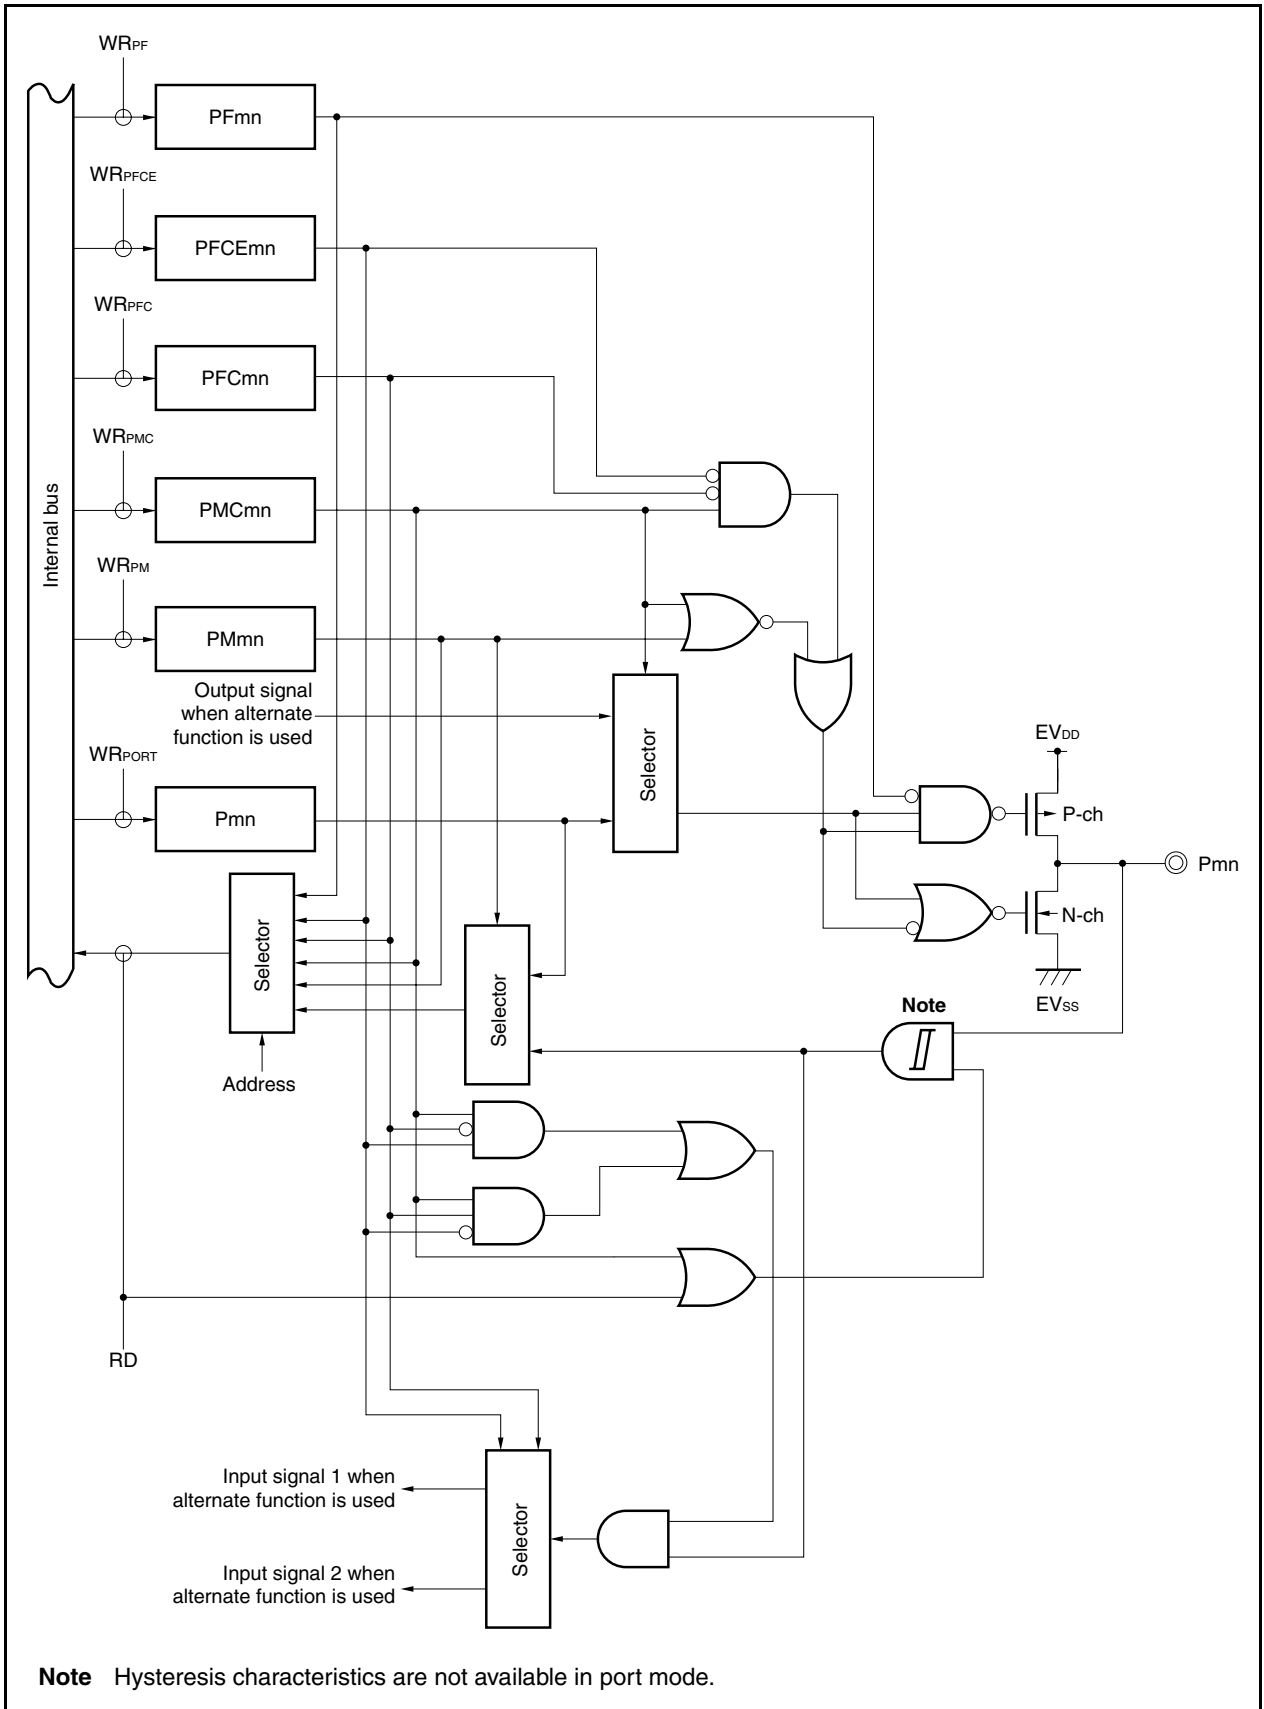 WRPF
PFmn
WRPFCE
PFCEmn
WRPFC
PFCmn
WRPMC
PMCmn
Internal bus
WRPM
PMmn
Output signal
when alternate
function is used
Selector
EVDD
WRPORT
Pmn
P-ch
Pmn
N-ch
Selector
Selector
Note
EVSS
Address
RD
Input signal 1 when
alternate function is used
Selector
Input signal 2 when
alternate function is used
Note Hysteresis characteristics are not available in port mode.